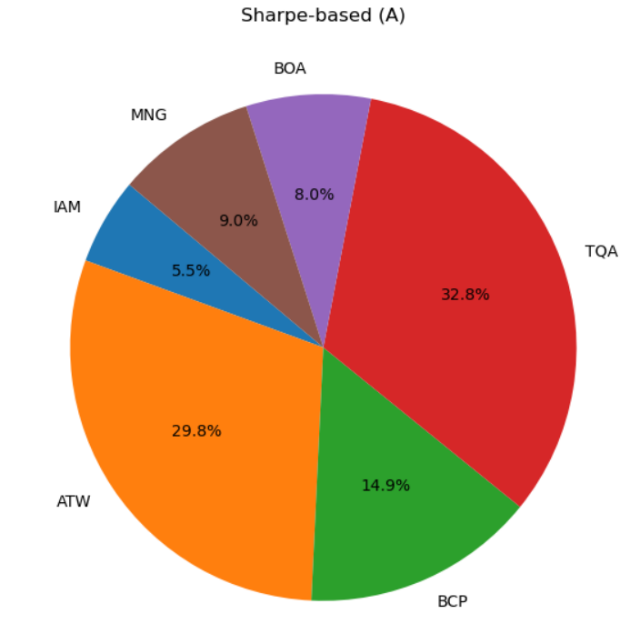 Sharpe-based (A)
BOA
MNG
8.0%
IAM
9.0%
TQA
5.5%
32.8%
29.8%
14.9%
ATW
BCP